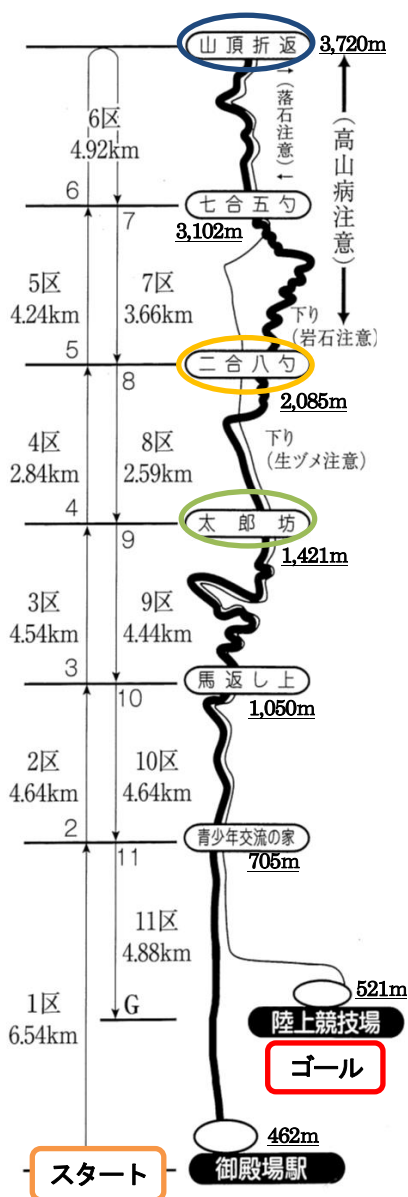 山頂折返 3,720m
→(落石注意)←
(高山病注意)
6区
4.92km
6
7
七合五勺
3,102m
5区
4.24km
7区
3.66km
下り
(岩石注意)
5
8
二合八勺
2,085m
4区
2.84km
8区
2.59km
下り
(生ヅメ注意)
4
9
太郎坊
1,421m
3区
4.54km
9区
4.44km
3
10
馬返し上
1,050m
2区
4.64km
10区
4.64km
2
11
青少年交流の家
705m
11区
4.88km
1区
6.54km
G
521m
陸上競技場
ゴール
462m
スタート
御殿場駅